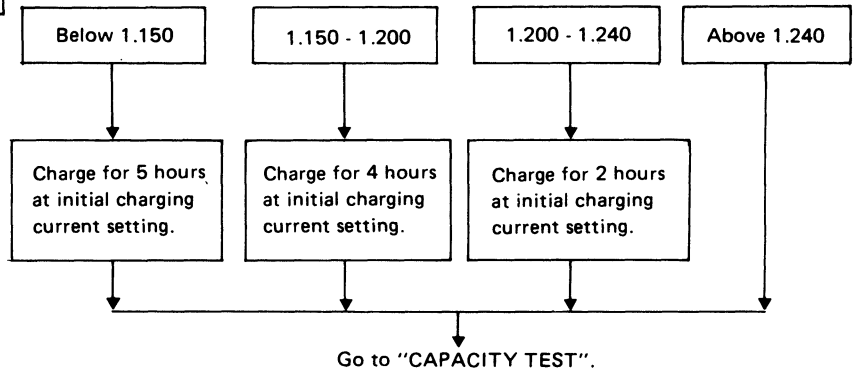 Below 1.150
1.150 - 1.200
1.200 - 1.240
Above 1.240
Charge for 5 hours
at initial charging
current setting.
Charge for 4 hours
at initial charging
current setting.
Charge for 2 hours
at initial charging
current setting.
Go to "CAPACITY TEST".